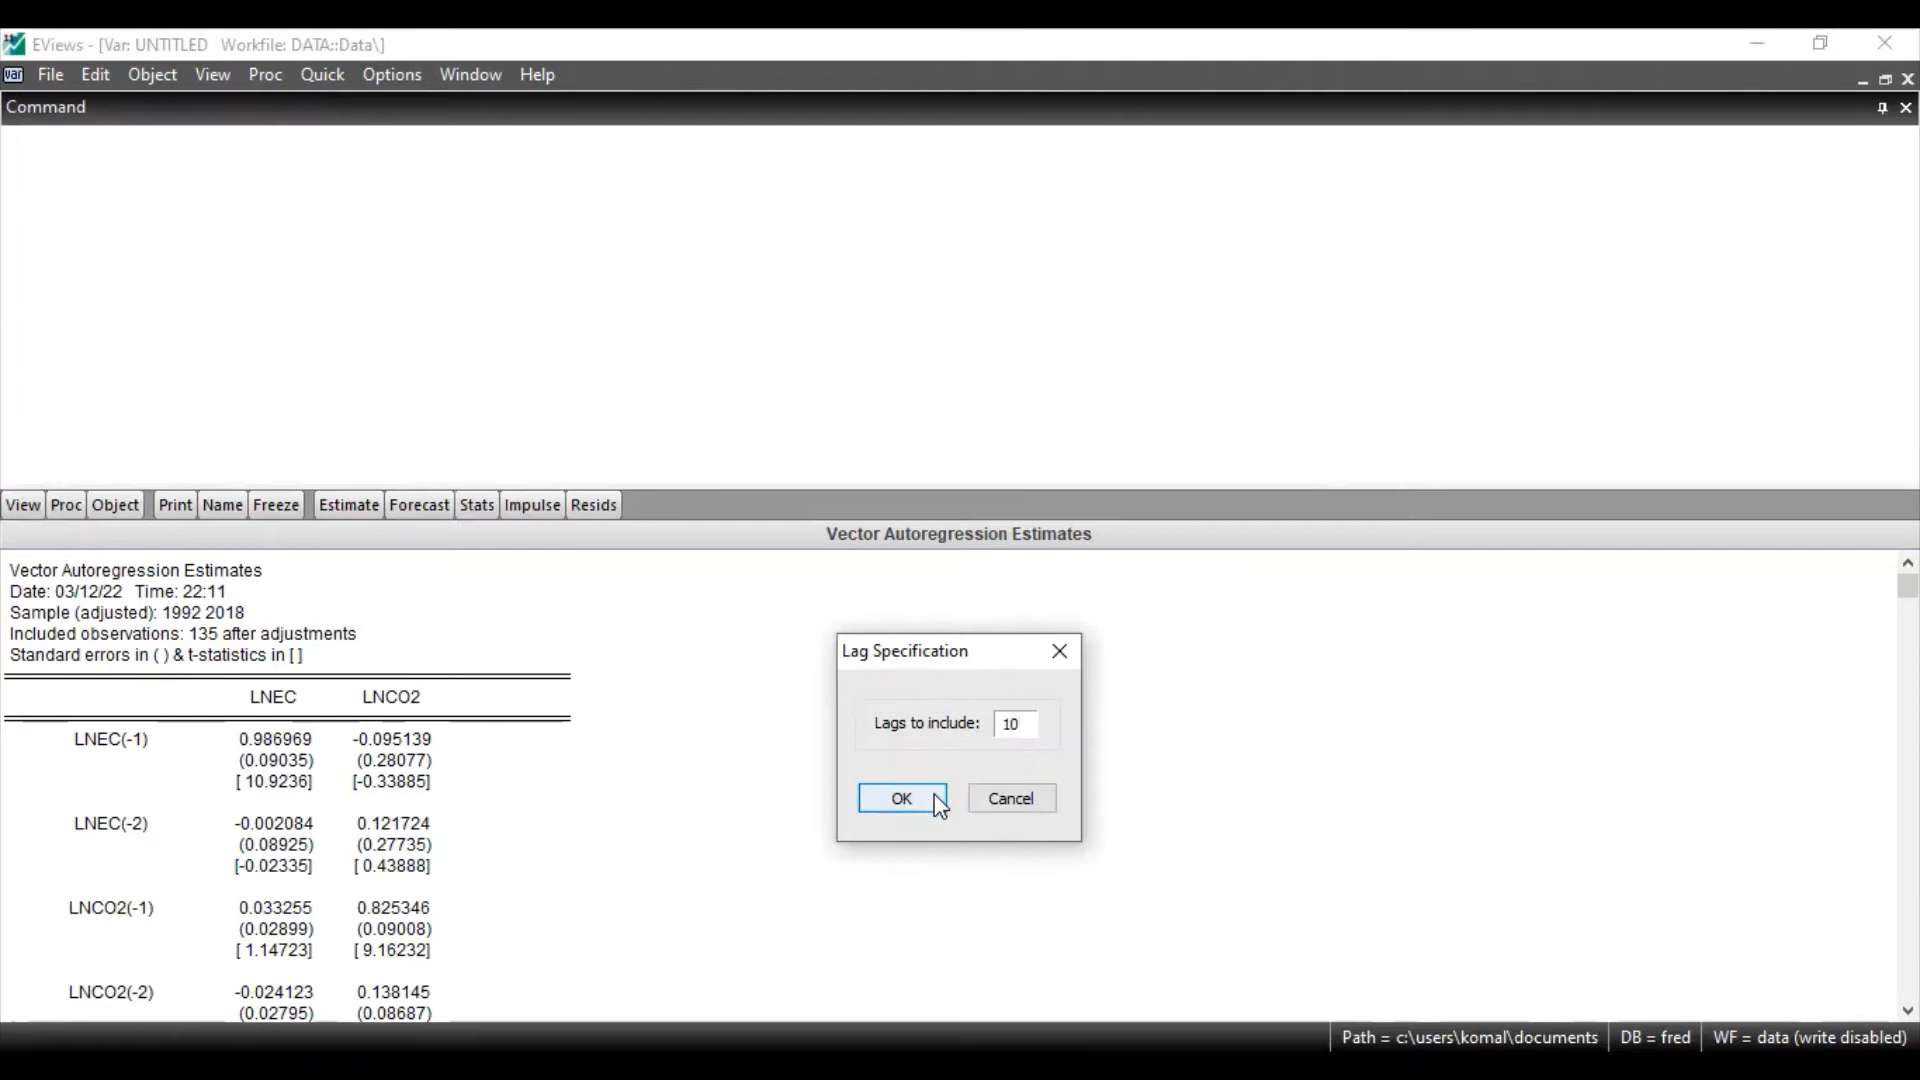 EViews - [Var: UNTITLED   Workfile: DATA::Data\]
var File Edit Object View Proc Quick Options Window Help
Command
View Proc Object Print Name Freeze Estimate Forecast Stats Impulse Resids
Vector Autoregression Estimates
Vector Autoregression Estimates
Date: 03/12/22   Time: 22:11
Sample (adjusted): 1992 2018
Included observations: 135 after adjustments
Standard errors in ( ) & t-statistics in [ ]
LNEC LNCO2
LNEC(-1) 0.986969 -0.095139
(0.09035) (0.28077)
[ 10.9236] [-0.33885]
LNEC(-2) -0.002084 0.121724
(0.08925) (0.27735)
[-0.02335] [ 0.43888]
LNCO2(-1) 0.033255 0.825346
(0.02899) (0.09008)
[ 1.14723] [ 9.16232]
LNCO2(-2) -0.024123 0.138145
(0.02795) (0.08687)
Lag Specification
Lags to include: 10
OK Cancel
Path = c:\users\komal\documents DB = fred WF = data (write disabled)